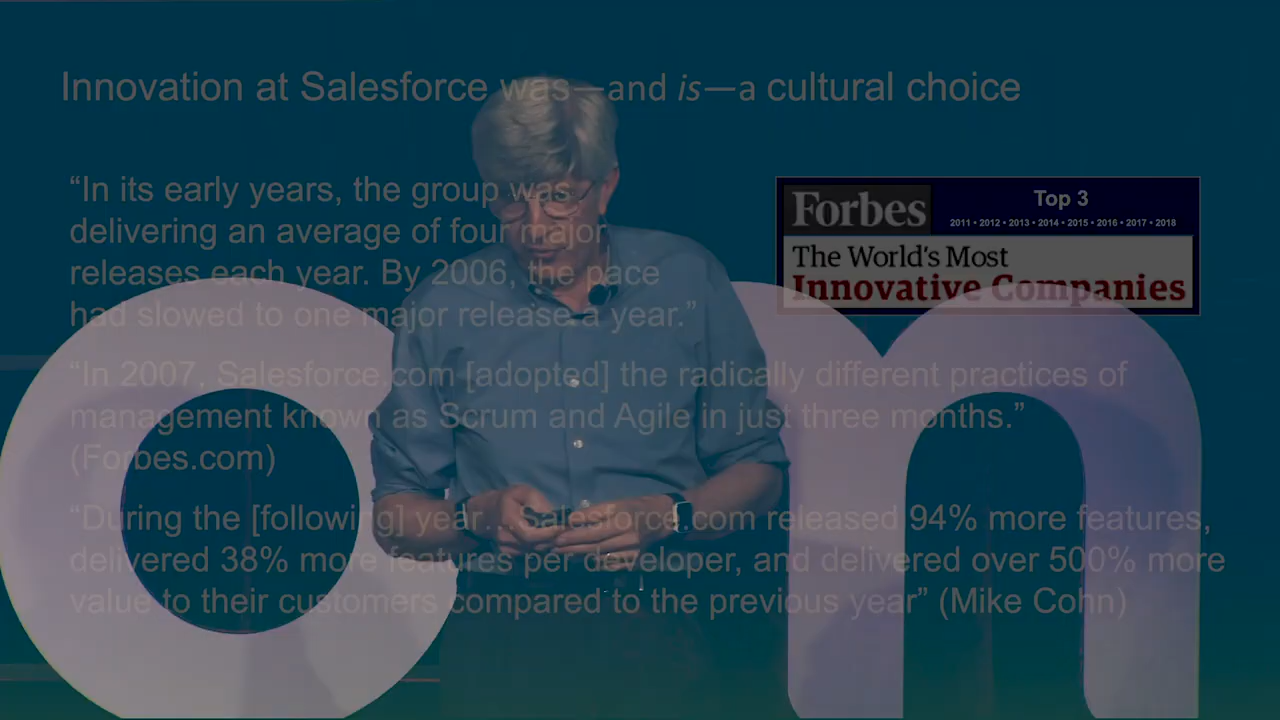 Innovation at Salesforce was—and is—a cultural choice
“In its early years, the group was
delivering an average of four major
releases each year. By 2006, the pace
had slowed to one major release a year.”
Forbes
Top 3
2011 • 2012 • 2013 • 2014 • 2015 • 2016 • 2017 • 2018
The World's Most
Innovative Companies
“In 2007, Salesforce.com [adopted] the radically different practices of
management known as Scrum and Agile in just three months.”
(Forbes.com)
“During the [following] year... Salesforce.com released 94% more features,
delivered 38% more features per developer, and delivered over 500% more
value to their customers compared to the previous year” (Mike Cohn)